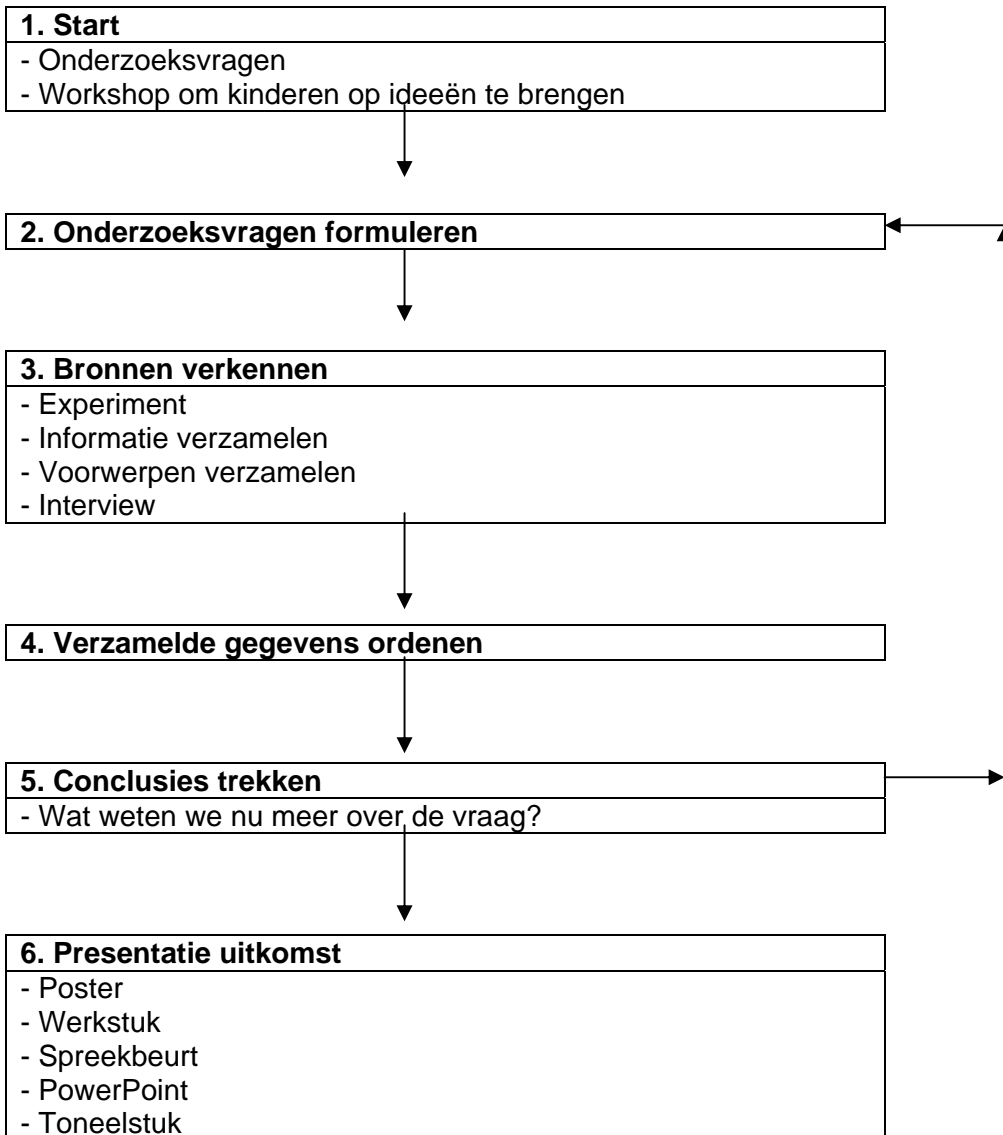 1. Start
- Onderzoeksvragen
- Workshop om kinderen op ideeën te brengen
2. Onderzoeksvragen formuleren
3. Bronnen verkennen
- Experiment
- Informatie verzamelen
- Voorwerpen verzamelen
- Interview
4. Verzamelde gegevens ordenen
5. Conclusies trekken
- Wat weten we nu meer over de vraag?
6. Presentatie uitkomst
- Poster
- Werkstuk
- Spreekbeurt
- PowerPoint
- Toneelstuk